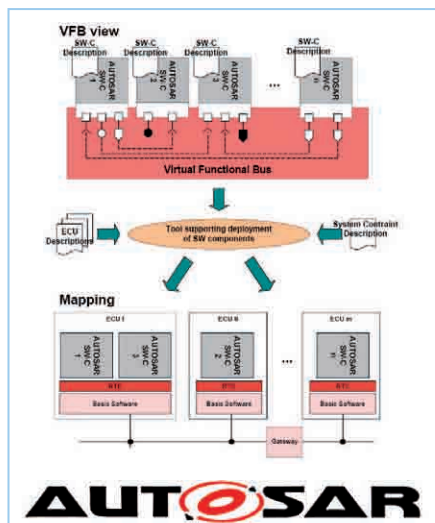 VFB view
SW-C
Description
SW-C
Description
SW-C
Description
SW-C
Description
AUTOSAR
SW-C
1
AUTOSAR
SW-C
AUTOSAR
SW-C
AUTOSAR
SW-C
n
...
Virtual Functional Bus
ECU
Descriptions
Tool supporting deployment
of SW components
System Contraint
Description
Mapping
ECU I
ECU II
ECU m
AUTOSAR
SW-C
1
AUTOSAR
SW-C
3
AUTOSAR
SW-C
2
...
AUTOSAR
SW-C
n
RTE
RTE
RTE
Basic Software
Basic Software
Basic Software
Gateway
AUTOSAR